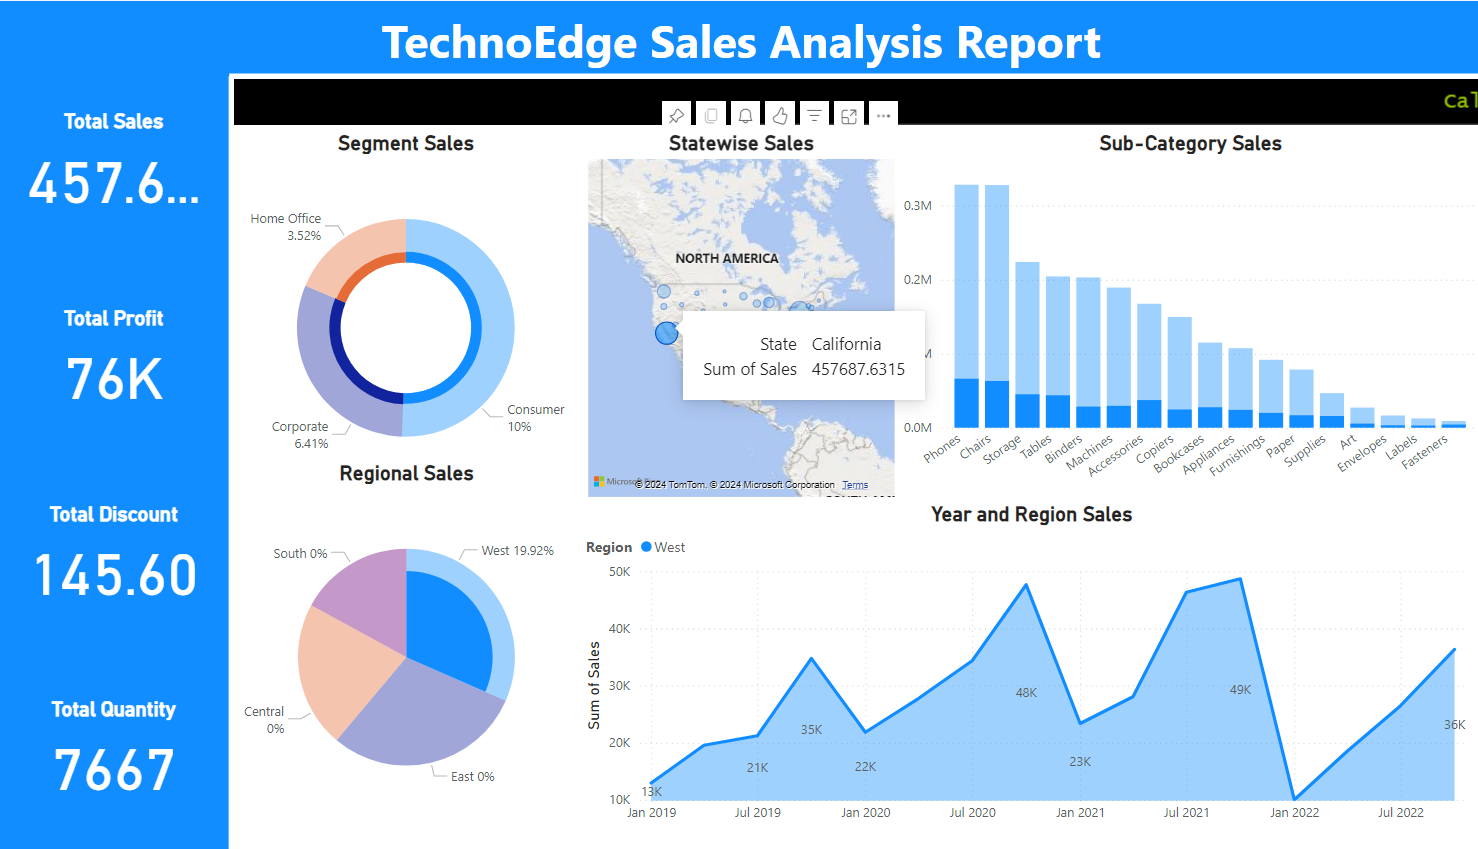 TechnoEdge Sales Analysis Report
Cal
Total Sales
457.6...
Total Profit
76K
Total Discount
145.60
Total Quantity
7667
Segment Sales
Home Office
3.52%
Corporate
6.41%
Consumer
10%
Regional Sales
South 0%
West 19.92%
Central
0%
East 0%
Statewise Sales
NORTH AMERICA
State California
Sum of Sales 457687.6315
© 2024 TomTom, © 2024 Microsoft Corporation Terms
Sub-Category Sales
0.3M
0.2M
M
0.0M
Phones
Chairs
Storage
Tables
Binders
Machines
Accessories
Copiers
Bookcases
Appliances
Furnishings
Paper
Supplies
Art
Envelopes
Labels
Fasteners
Year and Region Sales
Region West
Sum of Sales
50K
40K
30K
20K
10K
13K
21K
35K
22K
48K
23K
49K
36K
Jan 2019
Jul 2019
Jan 2020
Jul 2020
Jan 2021
Jul 2021
Jan 2022
Jul 2022